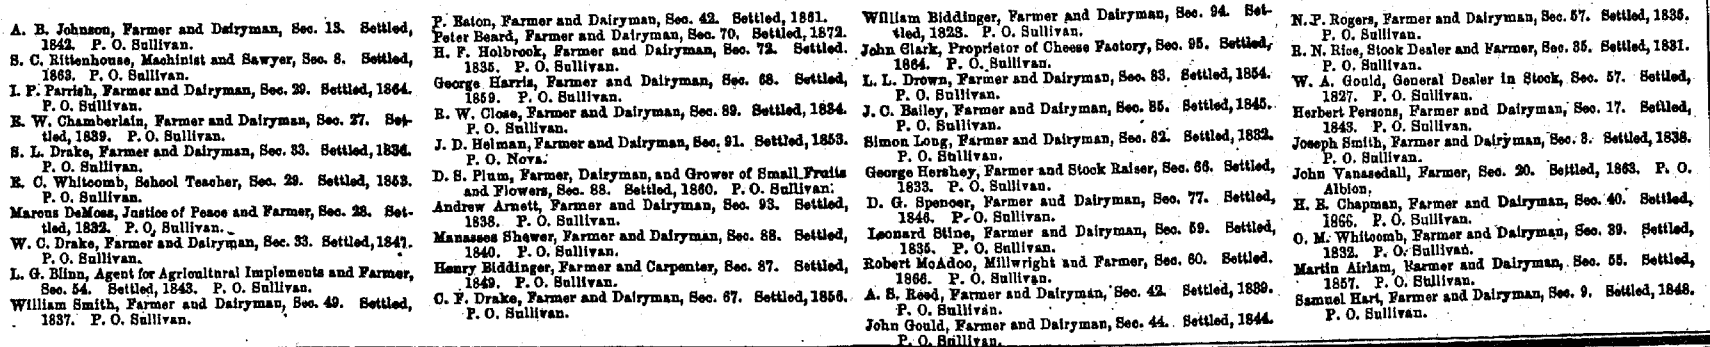 A. B. Johnson, Farmer and Dairyman, Sec. 13. Settled,
1842. P. O. Sullivan.
S. C. Rittenhouse, Machinist and Sawyer, Sec. 8. Settled,
1863. P. O. Sullivan.
I. P. Parrish, Farmer and Dairyman, Sec. 29. Settled, 1864.
P. O. Sullivan.
E. W. Chamberlain, Farmer and Dairyman, Sec. 27. Set-
tled, 1839. P. O. Sullivan.
S. L. Drake, Farmer and Dairyman, Sec. 33. Settled, 1836.
P. O. Sullivan.
E. C. Whitcomb, School Teacher, Sec. 29. Settled, 1853.
P. O. Sullivan.
Marcus DeMoss, Justice of Peace and Farmer, Sec. 28. Set-
tled, 1832. P. O. Sullivan.
W. C. Drake, Farmer and Dairyman, Sec. 33. Settled, 1847.
P. O. Sullivan.
L. G. Blinn, Agent for Agricultural Implements and Farmer,
Sec. 54. Settled, 1843. P. O. Sullivan.
William Smith, Farmer and Dairyman, Sec. 49. Settled,
1837. P. O. Sullivan.
P. Eaton, Farmer and Dairyman, Sec. 42. Settled, 1861.
Peter Beard, Farmer and Dairyman, Sec. 70. Settled, 1872.
H. F. Holbrook, Farmer and Dairyman, Sec. 72. Settled.
1835. P. O. Sullivan.
George Harris, Farmer and Dairyman, Sec. 68. Settled,
1859. P. O. Sullivan.
R. W. Close, Farmer and Dairyman, Sec. 89. Settled, 1834.
P. O. Sullivan.
J. D. Helman, Farmer and Dairyman, Sec. 91. Settled, 1853.
P. O. Nova.
D. S. Plum, Farmer, Dairyman, and Grower of Small Fruits
and Flowers, Sec. 88. Settled, 1860. P. O. Sullivan.
Andrew Arnett, Farmer and Dairyman, Sec. 93. Settled,
1838. P. O. Sullivan.
Manasses Shewer, Farmer and Dairyman, Sec. 88. Settled,
1840. P. O. Sullivan.
Henry Biddinger, Farmer and Carpenter, Sec. 87. Settled,
1849. P. O. Sullivan.
C. F. Drake, Farmer and Dairyman, Sec. 67. Settled, 1856.
P. O. Sullivan.
William Biddinger, Farmer and Dairyman, Sec. 94. Set-
tled, 1828. P. O. Sullivan.
John Clark, Proprietor of Cheese Factory, Sec. 95. Settled,
1864. P. O. Sullivan.
L. L. Drown, Farmer and Dairyman, Sec. 83. Settled, 1854.
P. O. Sullivan.
J. C. Bailey, Farmer and Dairyman, Sec. 85. Settled, 1845.
P. O. Sullivan.
Simon Long, Farmer and Dairyman, Sec. 82. Settled, 1832.
P. O. Sullivan.
George Hershey, Farmer and Stock Raiser, Sec. 66. Settled,
1833. P. O. Sullivan.
D. G. Spencer, Farmer and Dairyman, Sec. 77. Settled,
1846. P. O. Sullivan.
Leonard Stine, Farmer and Dairyman, Sec. 59. Settled,
1835. P. O. Sullivan.
Robert McAdoo, Millwright and Farmer, Sec. 60. Settled.
1866. P. O. Sullivan.
A. S. Reed, Farmer and Dairyman, Sec. 42. Settled, 1839.
P. O. Sullivan.
John Gould, Farmer and Dairyman, Sec. 44. Settled, 1844.
P. O. Sullivan.
N. P. Rogers, Farmer and Dairyman, Sec. 57. Settled, 1835.
P. O. Sullivan.
R. N. Rice, Stock Dealer and Farmer, Sec. 35. Settled, 1831.
P. O. Sullivan.
W. A. Gould, General Dealer in Stock, Sec. 57. Settled,
1827. P. O. Sullivan.
Herbert Persons, Farmer and Dairyman, Sec. 17. Settled,
1843. P. O. Sullivan.
Joseph Smith, Farmer and Dairyman, Sec. 3. Settled, 1838.
P. O. Sullivan.
John Vanasdall, Farmer, Sec. 20. Settled, 1863. P. O.
Albion.
H. E. Chapman, Farmer and Dairyman, Sec. 40. Settled,
1866. P. O. Sullivan.
O. M. Whitcomb, Farmer and Dairyman, Sec. 39. Settled,
1832. P. O. Sullivan.
Martin Airlam, Farmer and Dairyman, Sec. 55. Settled,
1857. P. O. Sullivan.
Samuel Hart, Farmer and Dairyman, Sec. 9. Settled, 1848.
P. O. Sullivan.